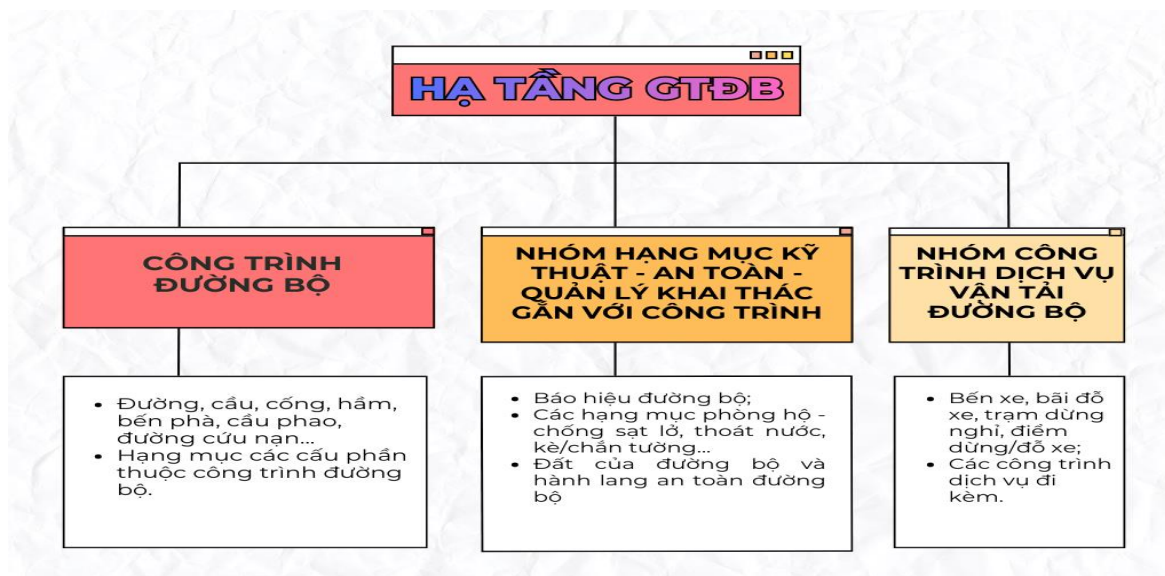 HẠ TẦNG GTĐB
CÔNG TRÌNH
ĐƯỜNG BỘ
• Đường, cầu, cống, hầm,
bến phà, cầu phao,
đường cứu nạn...
• Hạng mục các cấu phần
thuộc công trình đường
bộ.
NHÓM HẠNG MỤC KỸ
THUẬT - AN TOÀN -
QUẢN LÝ KHAI THÁC
GẮN VỚI CÔNG TRÌNH
• Báo hiệu đường bộ;
• Các hạng mục phòng hộ -
chống sạt lở, thoát nước,
kè/chắn tường...
• Đất của đường bộ và
hành lang an toàn đường
bộ
NHÓM CÔNG
TRÌNH DỊCH VỤ
VẬN TẢI
ĐƯỜNG BỘ
• Bến xe, bãi đỗ
xe, trạm dừng
nghỉ, điểm
dừng/đỗ xe;
• Các công trình
dịch vụ đi
kèm.